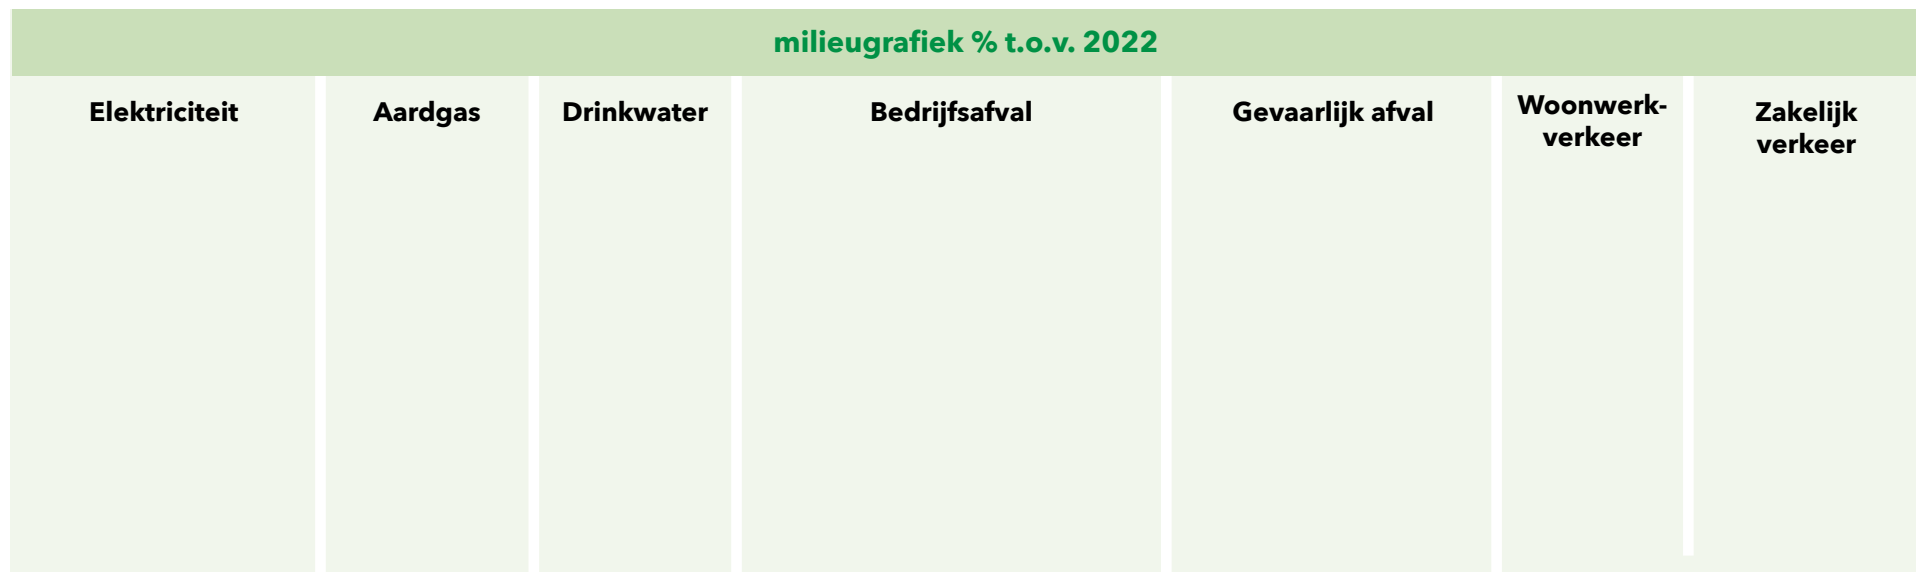 milieugrafiek % t.o.v. 2022
Elektriciteit
Aardgas
Drinkwater
Bedrijfsafval
Gevaarlijk afval
Woonwerk-
verkeer
Zakelijk
verkeer